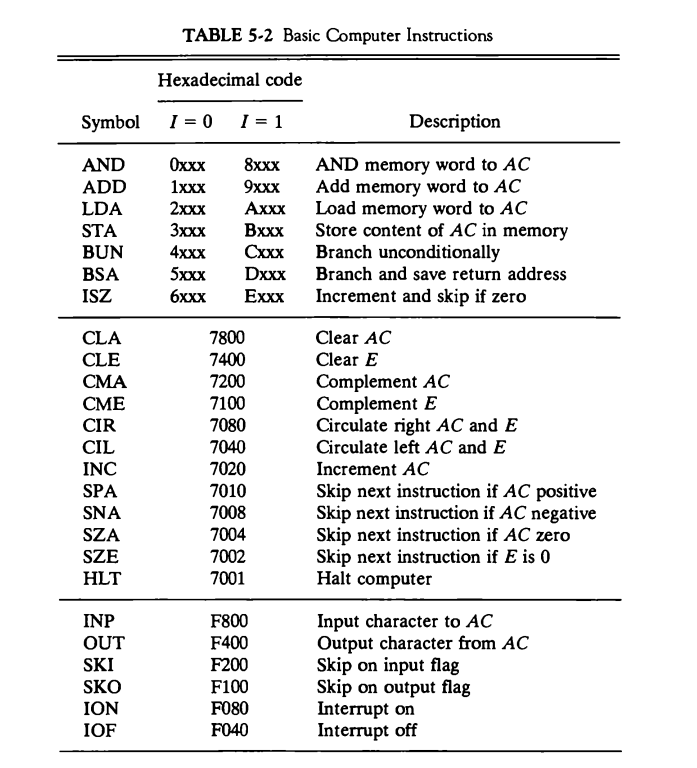 TABLE 5-2 Basic Computer Instructions
Hexadecimal code
Symbol I = 0 I = 1 Description
AND 0xxx 8xxx AND memory word to AC
ADD 1xxx 9xxx Add memory word to AC
LDA 2xxx Axxx Load memory word to AC
STA 3xxx Bxxx Store content of AC in memory
BUN 4xxx Cxxx Branch unconditionally
BSA 5xxx Dxxx Branch and save return address
ISZ 6xxx Exxx Increment and skip if zero
CLA 7800 Clear AC
CLE 7400 Clear E
CMA 7200 Complement AC
CME 7100 Complement E
CIR 7080 Circulate right AC and E
CIL 7040 Circulate left AC and E
INC 7020 Increment AC
SPA 7010 Skip next instruction if AC positive
SNA 7008 Skip next instruction if AC negative
SZA 7004 Skip next instruction if AC zero
SZE 7002 Skip next instruction if E is 0
HLT 7001 Halt computer
INP F800 Input character to AC
OUT F400 Output character from AC
SKI F200 Skip on input flag
SKO F100 Skip on output flag
ION F080 Interrupt on
IOF F040 Interrupt off